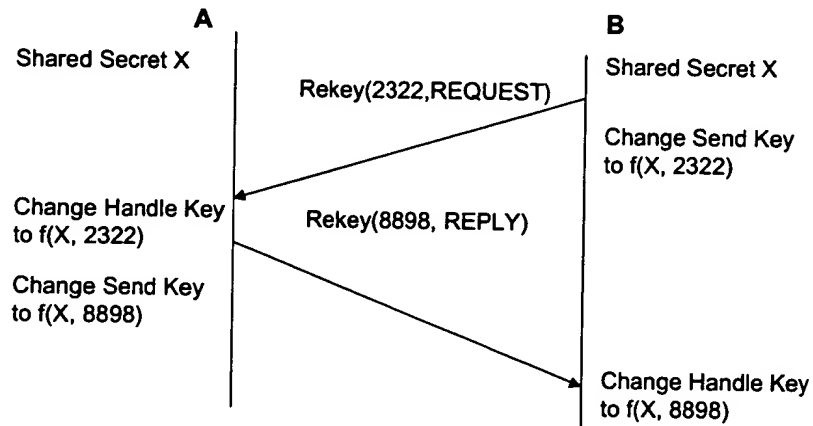 A
B
Shared Secret X
Shared Secret X
Rekey(2322,REQUEST)
Change Send Key
to f(X, 2322)
Change Handle Key
to f(X, 2322)
Rekey(8898, REPLY)
Change Send Key
to f(X, 8898)
Change Handle Key
to f(X, 8898)